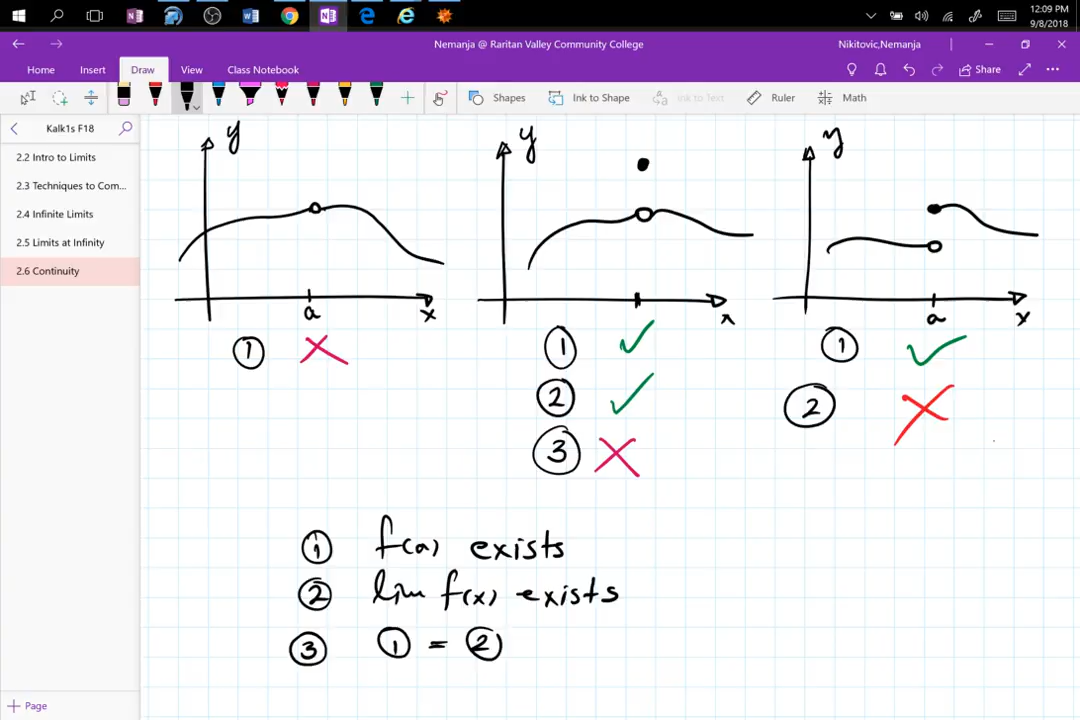 12:09 PM
9/8/2018
Nemanja @ Raritan Valley Community College
Nikitovic,Nemanja
Home Insert Draw View Class Notebook
Share
Shapes Ink to Shape Ink to Text Ruler Math
Kalk1s F18
2.2 Intro to Limits
2.3 Techniques to Com...
2.4 Infinite Limits
2.5 Limits at Infinity
2.6 Continuity
+ Page
y y y
a x x a x
① ✗ ① ✓ ① ✓
② ✓ ② ✗
③ ✗
① f(a) exists
② lim f(x) exists
③ ① = ②